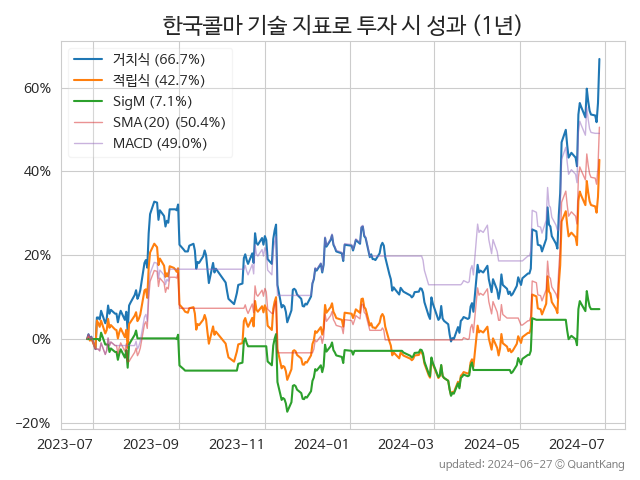 한국콜마 기술 지표로 투자 시 성과 (1년)
거치식 (66.7%)
적립식 (42.7%)
SigM (7.1%)
SMA(20) (50.4%)
MACD (49.0%)
60%
40%
20%
0%
−20%
2023-07 2023-09 2023-11 2024-01 2024-03 2024-05 2024-07
updated: 2024-06-27 © QuantKang